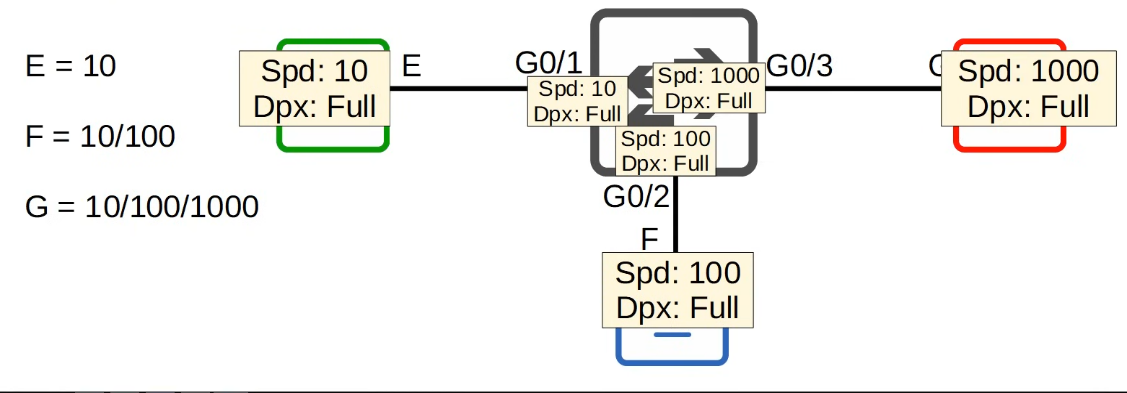 E = 10
F = 10/100
G = 10/100/1000
Spd: 10
Dpx: Full
E
G0/1
Spd: 10
Dpx: Full
Spd: 1000
Dpx: Full
G0/3
Spd: 1000
Dpx: Full
Spd: 100
Dpx: Full
G0/2
F
Spd: 100
Dpx: Full